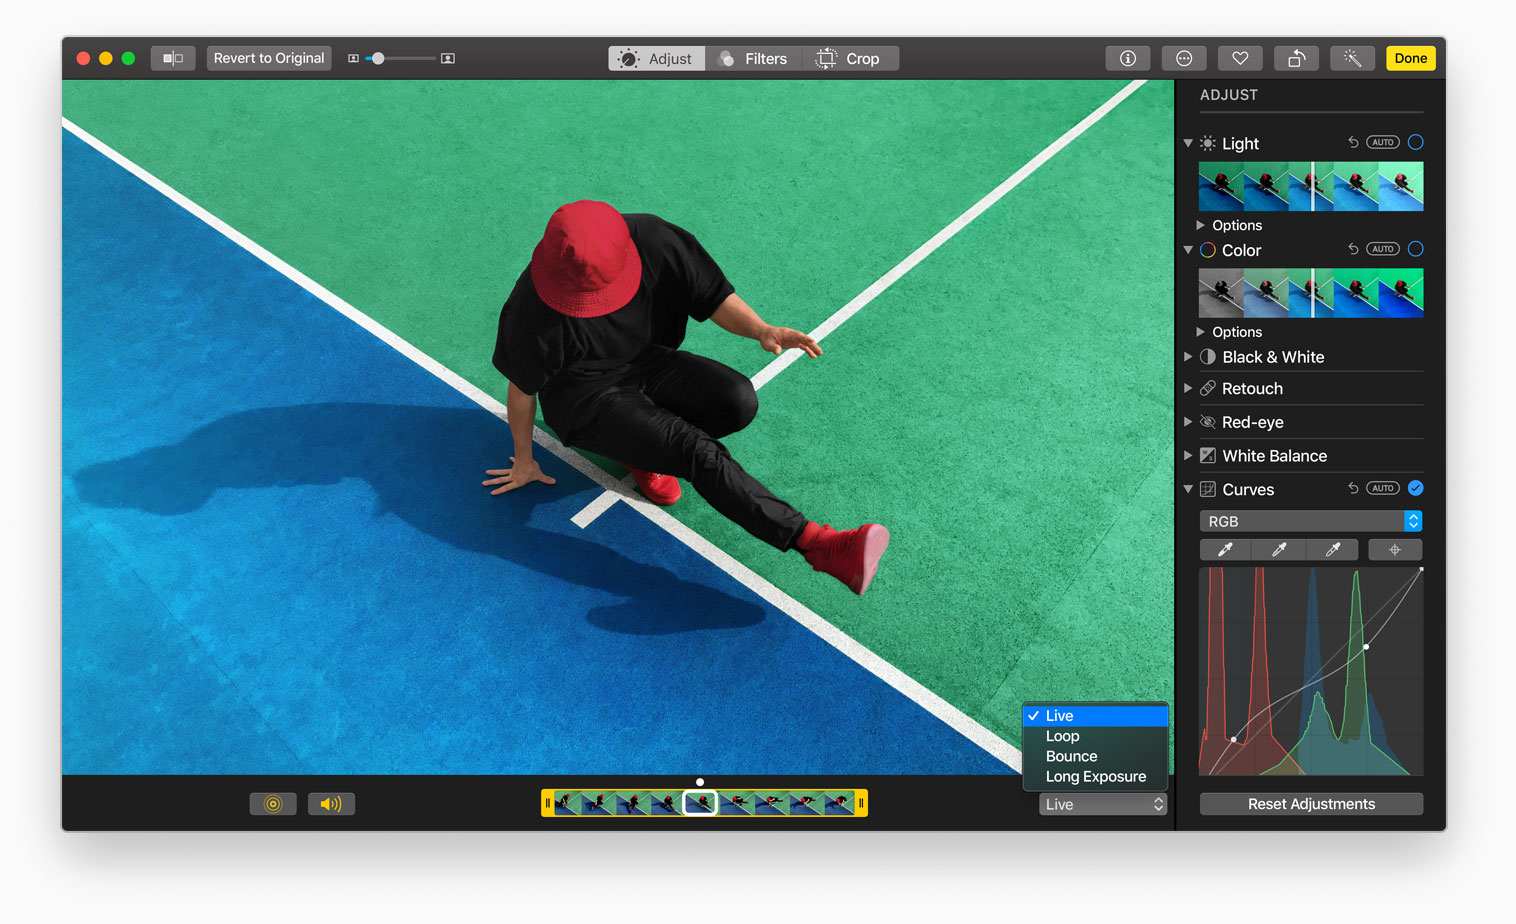 Revert to Original
Adjust
Filters
Crop
Done
ADJUST
Light
AUTO
Options
Color
AUTO
Options
Black & White
Retouch
Red-eye
White Balance
Curves
AUTO
RGB
Live
Loop
Bounce
Long Exposure
Live
Reset Adjustments